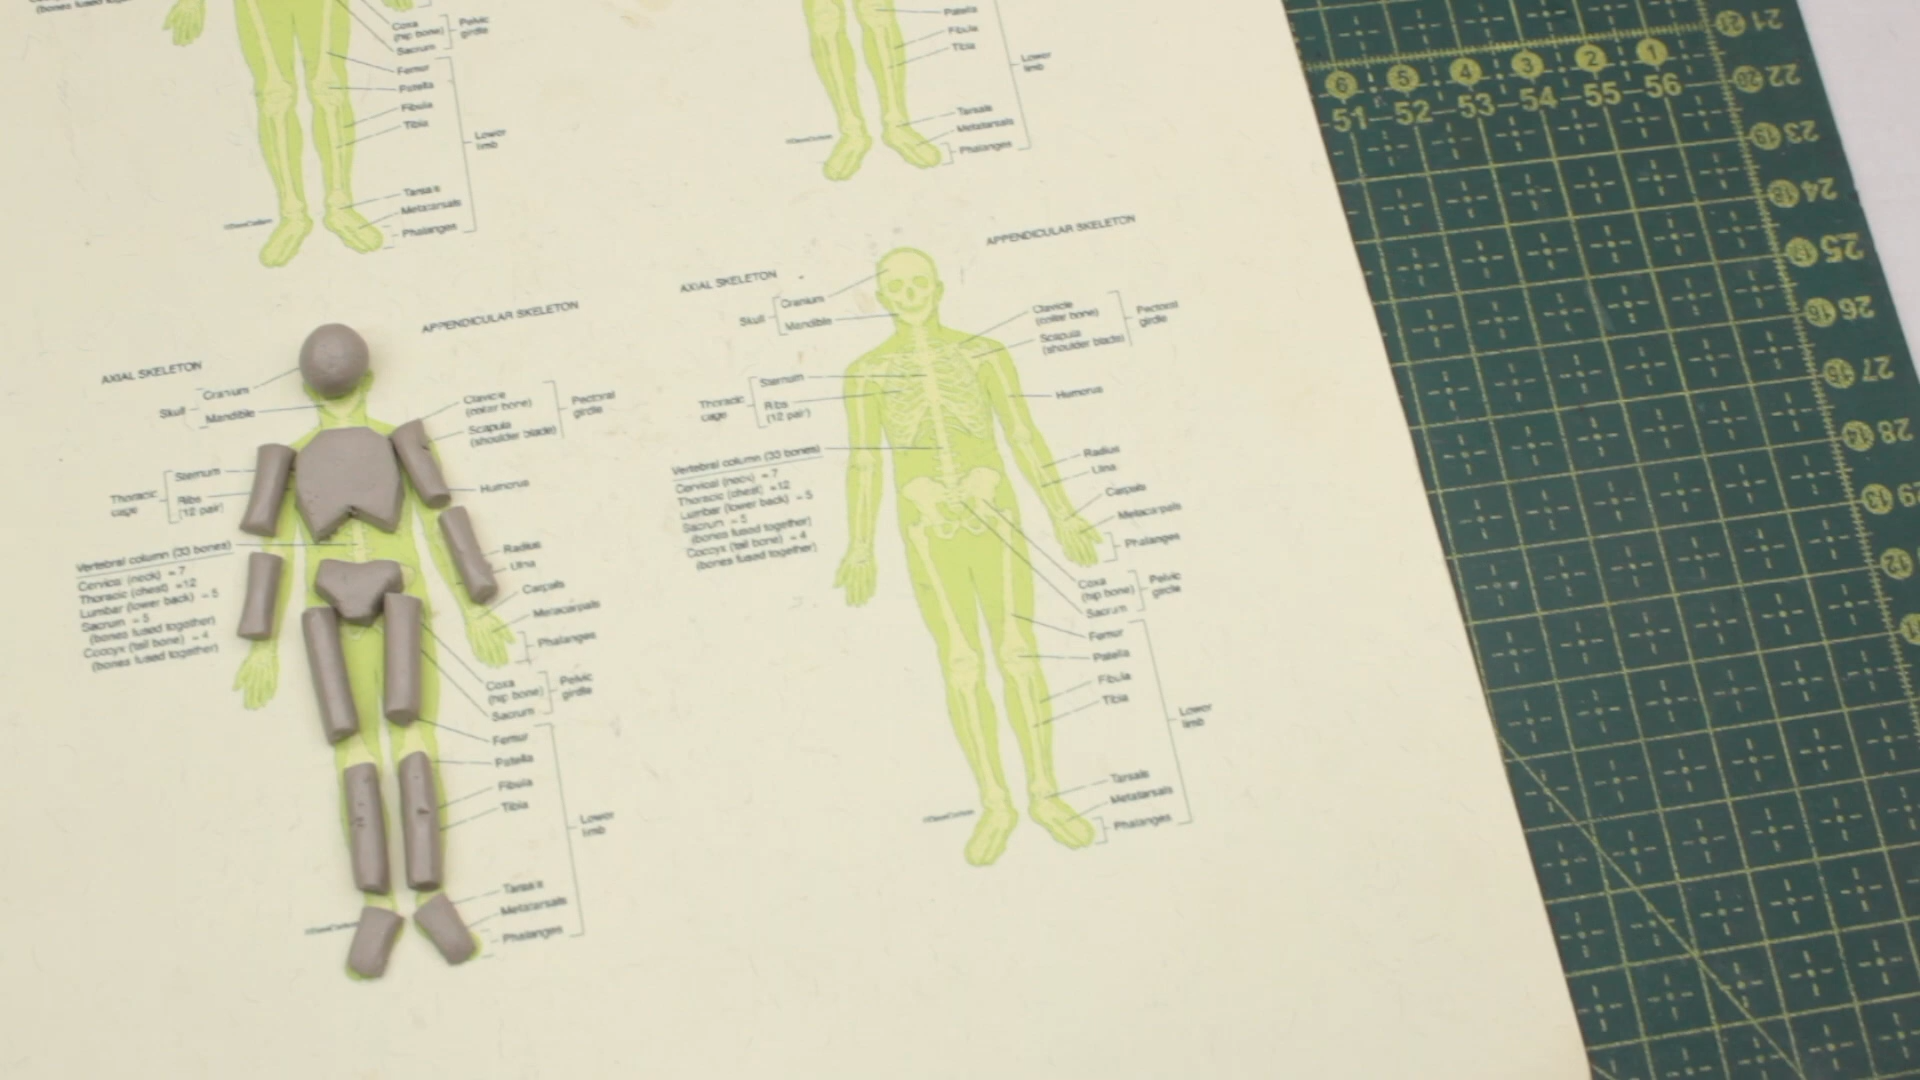 Coxa
(hip bone)
Pelvic
girdle
Sacrum
Femur
Patella
Fibula
Tibia
Lower
limb
Tarsals
Metatarsals
Phalanges
Patella
Fibula
Tibia
Lower
limb
Tarsals
Metatarsals
Phalanges
APPENDICULAR SKELETON
AXIAL SKELETON
Skull
Cranium
Mandible
Clavicle
(collar bone)
Scapula
(shoulder blade)
Pectoral
girdle
Thoracic
cage
Sternum
Ribs
(12 pair)
Humerus
Vertebral column (33 bones)
Cervical (neck) = 7
Thoracic (chest) =12
Lumbar (lower back) = 5
Sacrum = 5
(bones fused together)
Coccyx (tail bone) = 4
(bones fused together)
Radius
Ulna
Carpals
Metacarpals
Phalanges
Coxa
(hip bone)
Pelvic
girdle
Sacrum
Femur
Patella
Fibula
Tibia
Lower
limb
Tarsals
Metatarsals
Phalanges
APPENDICULAR SKELETON
AXIAL SKELETON
Skull
Cranium
Mandible
Clavicle
(collar bone)
Scapula
(shoulder blade)
Pectoral
girdle
Thoracic
cage
Sternum
Ribs
(12 pair)
Humerus
Vertebral column (33 bones)
Cervical (neck) = 7
Thoracic (chest) =12
Lumbar (lower back) = 5
Sacrum = 5
(bones fused together)
Coccyx (tail bone) = 4
(bones fused together)
Radius
Ulna
Carpals
Metacarpals
Phalanges
Coxa
(hip bone)
Pelvic
girdle
Sacrum
Femur
Patella
Fibula
Tibia
Lower
limb
Tarsals
Metatarsals
Phalanges
6 5 4 3 2 1
51 52 53 54 55 56
21
22
23
24
25
26
27
28
29